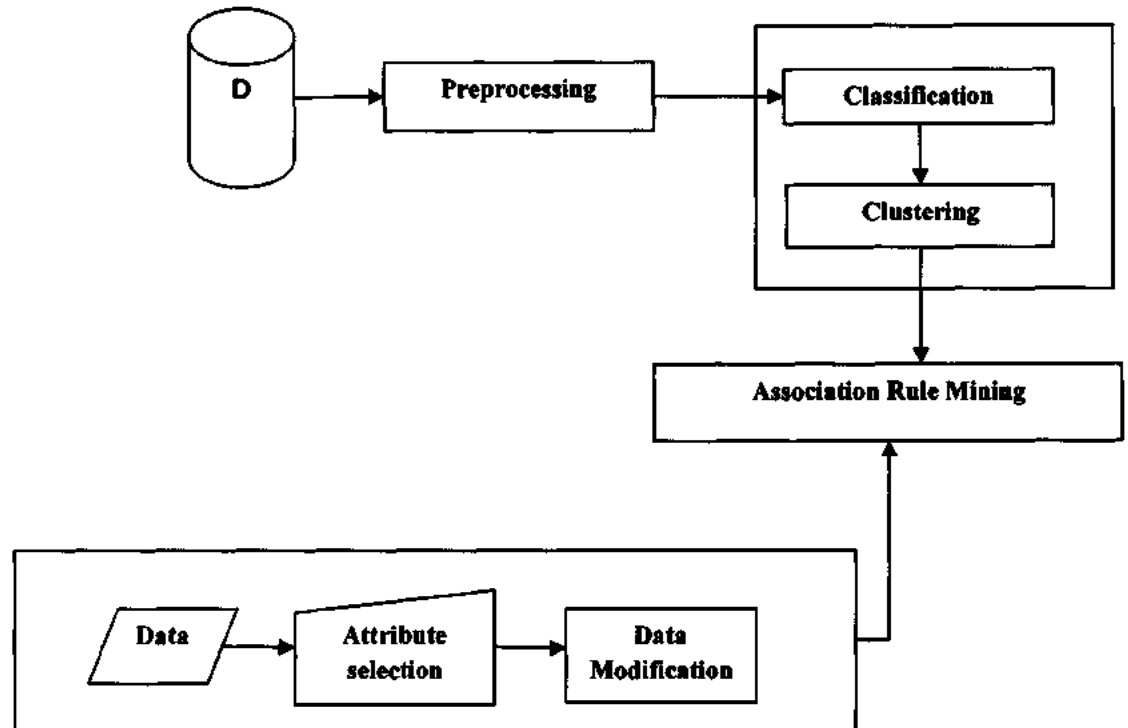 D
Preprocessing
Classification
Clustering
Association Rule Mining
Data
Attribute
selection
Data
Modification